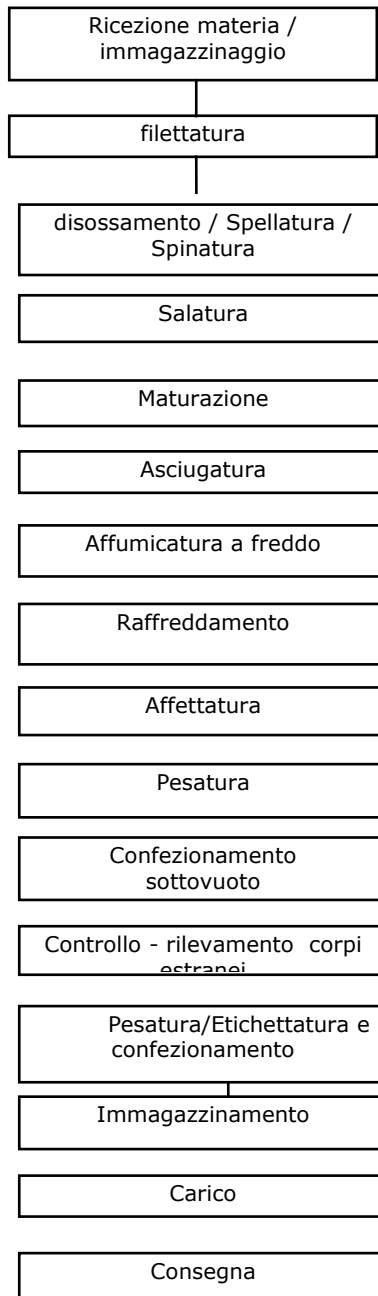 Ricezione materia /
immagazzinaggio
filettatura
disossamento / Spellatura /
Spinatura
Salatura
Maturazione
Asciugatura
Affumicatura a freddo
Raffreddamento
Affettatura
Pesatura
Confezionamento
sottovuoto
Controllo - rilevamento corpi
estranei
Pesatura/Etichettatura e
confezionamento
Immagazzinamento
Carico
Consegna